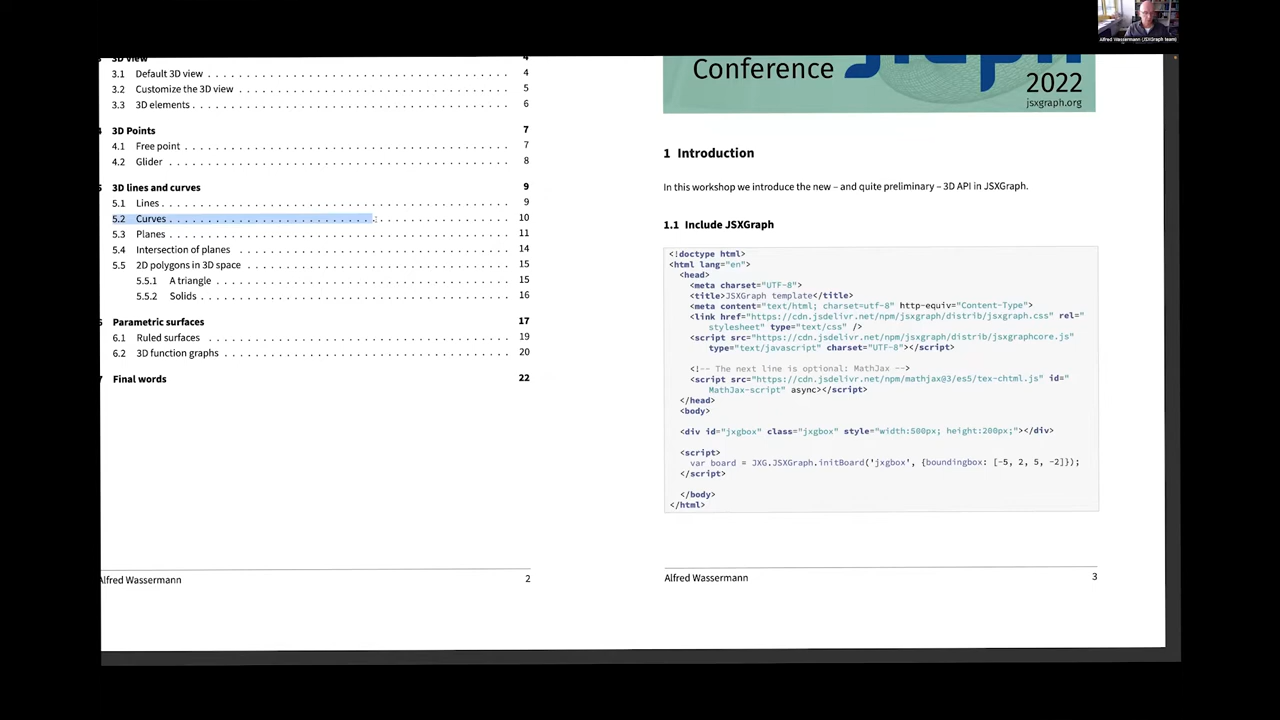 Alfred Wassermann (JSXGraph team)
3D view 4
3.1 Default 3D view . . . . . . . . . . . . . . . . . . . . . . . . . . . . . . . . . . 4
3.2 Customize the 3D view . . . . . . . . . . . . . . . . . . . . . . . . . . . . . . 5
3.3 3D elements . . . . . . . . . . . . . . . . . . . . . . . . . . . . . . . . . . . . 6
3D Points 7
4.1 Free point . . . . . . . . . . . . . . . . . . . . . . . . . . . . . . . . . . . . . 7
4.2 Glider . . . . . . . . . . . . . . . . . . . . . . . . . . . . . . . . . . . . . . . 8
3D lines and curves 9
5.1 Lines . . . . . . . . . . . . . . . . . . . . . . . . . . . . . . . . . . . . . . . . 9
5.2 Curves . . . . . . . . . . . . . . . . . . . . . . . . . . . . . . . . . . . . . . . 10
5.3 Planes . . . . . . . . . . . . . . . . . . . . . . . . . . . . . . . . . . . . . . . 11
5.4 Intersection of planes . . . . . . . . . . . . . . . . . . . . . . . . . . . . . . . 14
5.5 2D polygons in 3D space . . . . . . . . . . . . . . . . . . . . . . . . . . . . . 15
5.5.1 A triangle . . . . . . . . . . . . . . . . . . . . . . . . . . . . . . . . . 15
5.5.2 Solids . . . . . . . . . . . . . . . . . . . . . . . . . . . . . . . . . . . 16
Parametric surfaces 17
6.1 Ruled surfaces . . . . . . . . . . . . . . . . . . . . . . . . . . . . . . . . . . . 19
6.2 3D function graphs . . . . . . . . . . . . . . . . . . . . . . . . . . . . . . . . 20
Final words 22
Alfred Wassermann 2
Conference
2022
jsxgraph.org
1 Introduction
In this workshop we introduce the new – and quite preliminary – 3D API in JSXGraph.
1.1 Include JSXGraph
<!doctype html>
<html lang="en">
<head>
<meta charset="UTF-8">
<title>JSXGraph template</title>
<meta content="text/html; charset=utf-8" http-equiv="Content-Type">
<link href="https://cdn.jsdelivr.net/npm/jsxgraph/distrib/jsxgraph.css" rel="
stylesheet" type="text/css" />
<script src="https://cdn.jsdelivr.net/npm/jsxgraph/distrib/jsxgraphcore.js"
type="text/javascript" charset="UTF-8"></script>
<!-- The next line is optional: MathJax -->
<script src="https://cdn.jsdelivr.net/npm/mathjax@3/es5/tex-chtml.js" id="
MathJax-script" async></script>
</head>
<body>
<div id="jxgbox" class="jxgbox" style="width:500px; height:200px;"></div>
<script>
var board = JXG.JSXGraph.initBoard('jxgbox', {boundingbox: [-5, 2, 5, -2]});
</script>
</body>
</html>
Alfred Wassermann 3